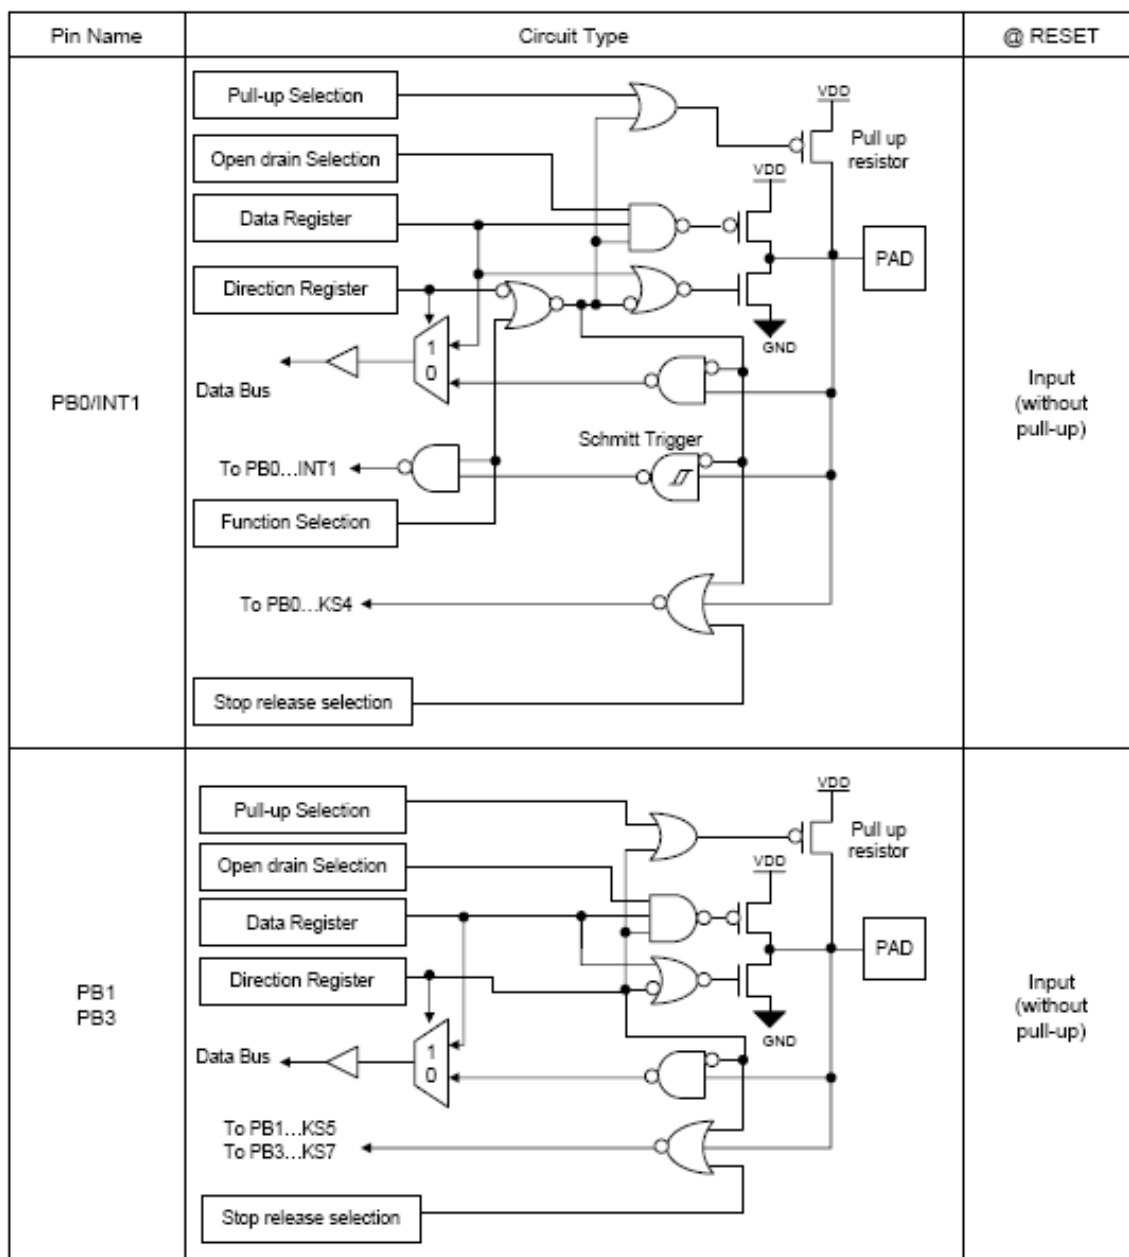 Pin Name
Circuit Type
@ RESET
Pull-up Selection
VDD
Pull up
resistor
Open drain Selection
VDD
Data Register
PAD
Direction Register
GND
1
0
Data Bus
PB0/INT1
Input
(without
pull-up)
Schmitt Trigger
To PB0...INT1
Function Selection
To PB0...KS4
Stop release selection
VDD
Pull-up Selection
Pull up
resistor
Open drain Selection
VDD
Data Register
PAD
Direction Register
PB1
PB3
Input
(without
pull-up)
GND
1
0
Data Bus
To PB1...KS5
To PB3...KS7
Stop release selection